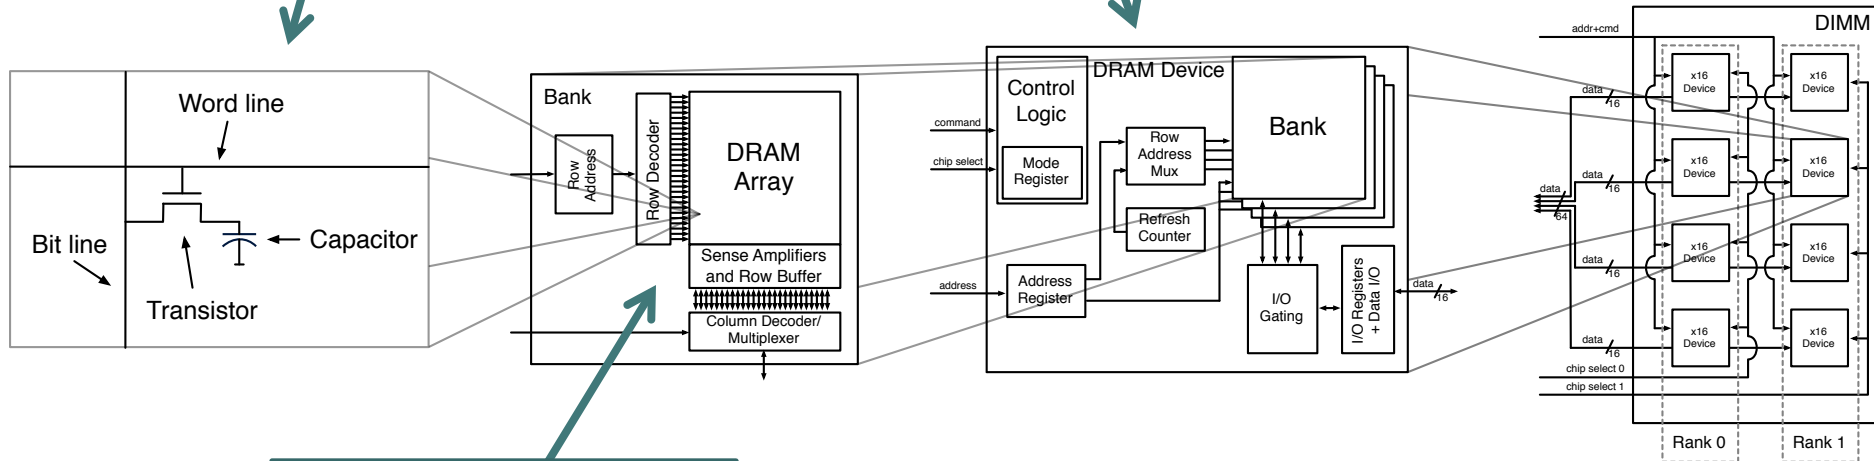 Word line
Bit line
Capacitor
Transistor
Bank
Row
Address
Row Decoder
DRAM
Array
Sense Amplifiers
and Row Buffer
Column Decoder/
Multiplexer
DRAM Device
command
chip select
address
Control
Logic
Mode
Register
Row
Address
Mux
Refresh
Counter
Address
Register
Bank
I/O
Gating
I/O Registers
+ Data I/O
data
16
DIMM
addr+cmd
data
16
data
16
data
64
data
16
data
16
chip select 0
chip select 1
x16
Device
x16
Device
x16
Device
x16
Device
x16
Device
x16
Device
x16
Device
x16
Device
Rank 0
Rank 1